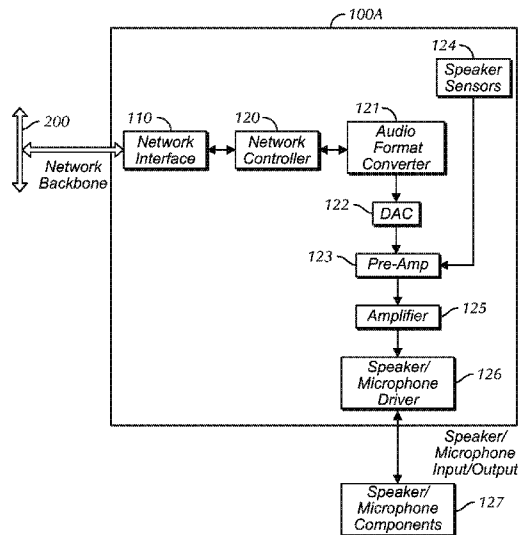 100A
124
Speaker
Sensors
200
110
120
121
Network
Interface
Network
Controller
Audio
Format
Converter
Network
Backbone
122
DAC
123
Pre-Amp
Amplifier
125
Speaker/
Microphone
Driver
126
Speaker/
Microphone
Input/Output
Speaker/
Microphone
Components
127